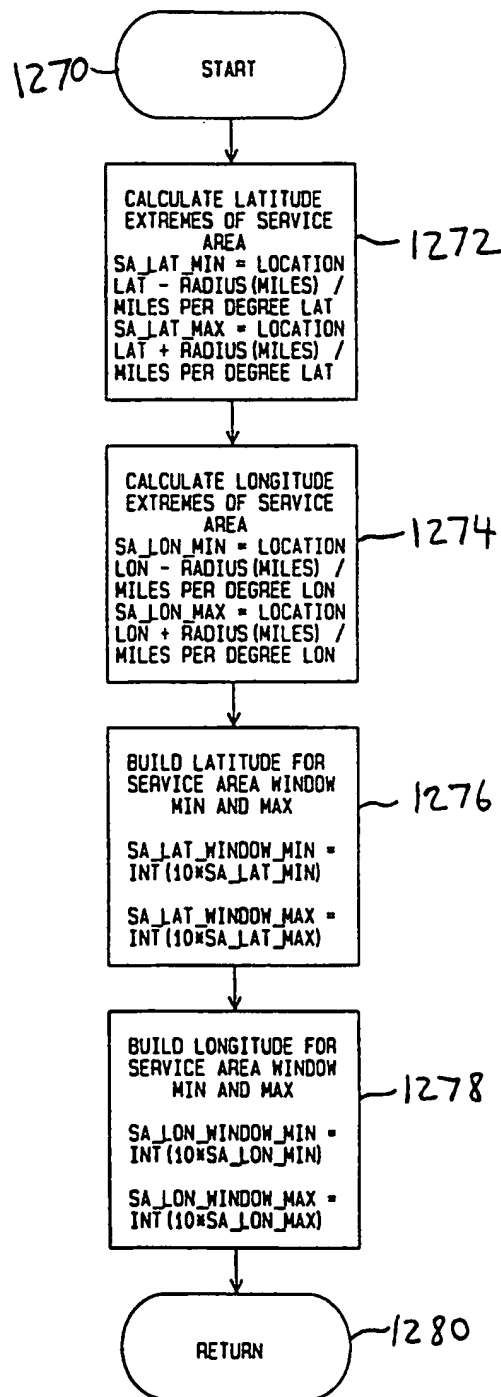 1270
START
CALCULATE LATITUDE
EXTREMES OF SERVICE
AREA
SA_LAT_MIN = LOCATION
LAT - RADIUS(MILES) /
MILES PER DEGREE LAT
SA_LAT_MAX = LOCATION
LAT + RADIUS(MILES) /
MILES PER DEGREE LAT
1272
CALCULATE LONGITUDE
EXTREMES OF SERVICE
AREA
SA_LON_MIN = LOCATION
LON - RADIUS(MILES) /
MILES PER DEGREE LON
SA_LON_MAX = LOCATION
LON + RADIUS(MILES) /
MILES PER DEGREE LON
1274
BUILD LATITUDE FOR
SERVICE AREA WINDOW
MIN AND MAX
SA_LAT_WINDOW_MIN =
INT(10*SA_LAT_MIN)
SA_LAT_WINDOW_MAX =
INT(10*SA_LAT_MAX)
1276
BUILD LONGITUDE FOR
SERVICE AREA WINDOW
MIN AND MAX
SA_LON_WINDOW_MIN =
INT(10*SA_LON_MIN)
SA_LON_WINDOW_MAX =
INT(10*SA_LON_MAX)
1278
RETURN
1280